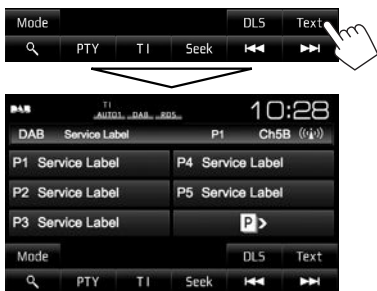 Mode DLS Text
PTY TI Seek
DAB TI AUTO1 DAB RDS 10:28
DAB Service Label P1 Ch5B
P1 Service Label P4 Service Label
P2 Service Label P5 Service Label
P3 Service Label P
Mode DLS Text
PTY TI Seek